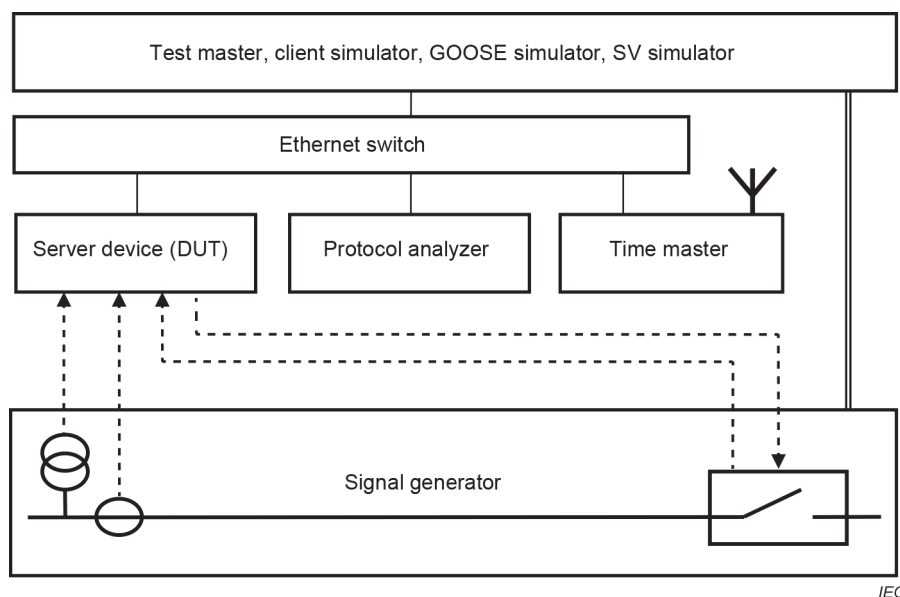 Test master, client simulator, GOOSE simulator, SV simulator
Ethernet switch
Server device (DUT)
Protocol analyzer
Time master
Signal generator
IEC